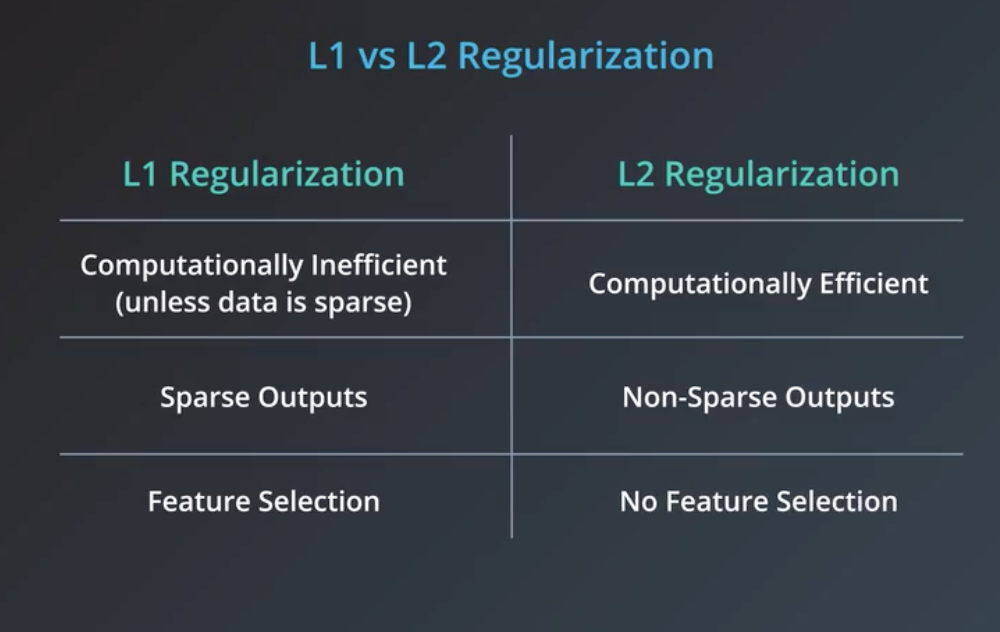 L1 vs L2 Regularization
L1 Regularization
L2 Regularization
Computationally Inefficient
(unless data is sparse)
Computationally Efficient
Sparse Outputs
Non-Sparse Outputs
Feature Selection
No Feature Selection